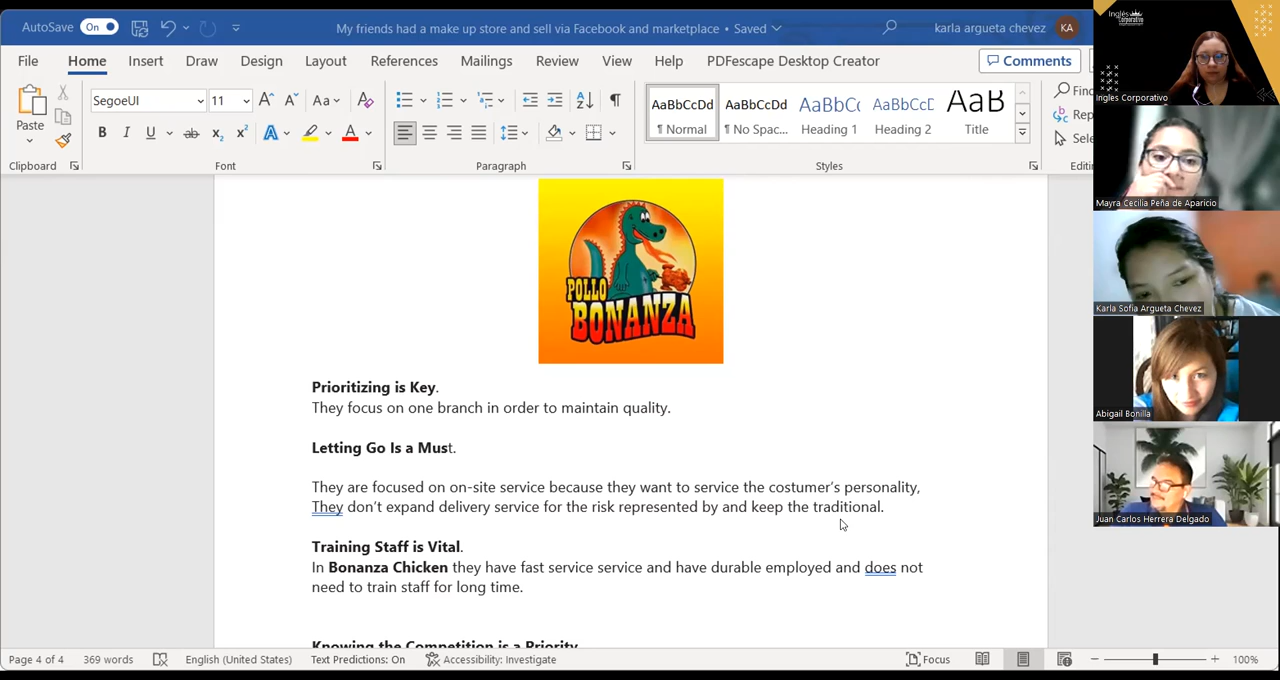 AutoSave On My friends had a make up store and sell via Facebook and marketplace • Saved karla argueta chevez KA
File Home Insert Draw Design Layout References Mailings Review View Help PDFescape Desktop Creator Comments
Paste
SegoeUI 11
AaBbCcDd AaBbCcDd AaBbCc AaBbCcD AaB
¶ Normal ¶ No Spac... Heading 1 Heading 2 Title
Clipboard Font Paragraph Styles
POLLO
BONANZA
Prioritizing is Key.
They focus on one branch in order to maintain quality.
Letting Go Is a Must.
They are focused on on-site service because they want to service the costumer's personality,
They don't expand delivery service for the risk represented by and keep the traditional.
Training Staff is Vital.
In Bonanza Chicken they have fast service service and have durable employed and does not
need to train staff for long time.
Knowing the Competition is a Priority
Page 4 of 4 369 words English (United States) Text Predictions: On Accessibility: Investigate Focus 100%
Inglés
Corporativo
Ingles Corporativo
Mayra Cecilia Peña de Aparicio
Karla Sofia Argueta Chevez
Abigail Bonilla
Juan Carlos Herrera Delgado